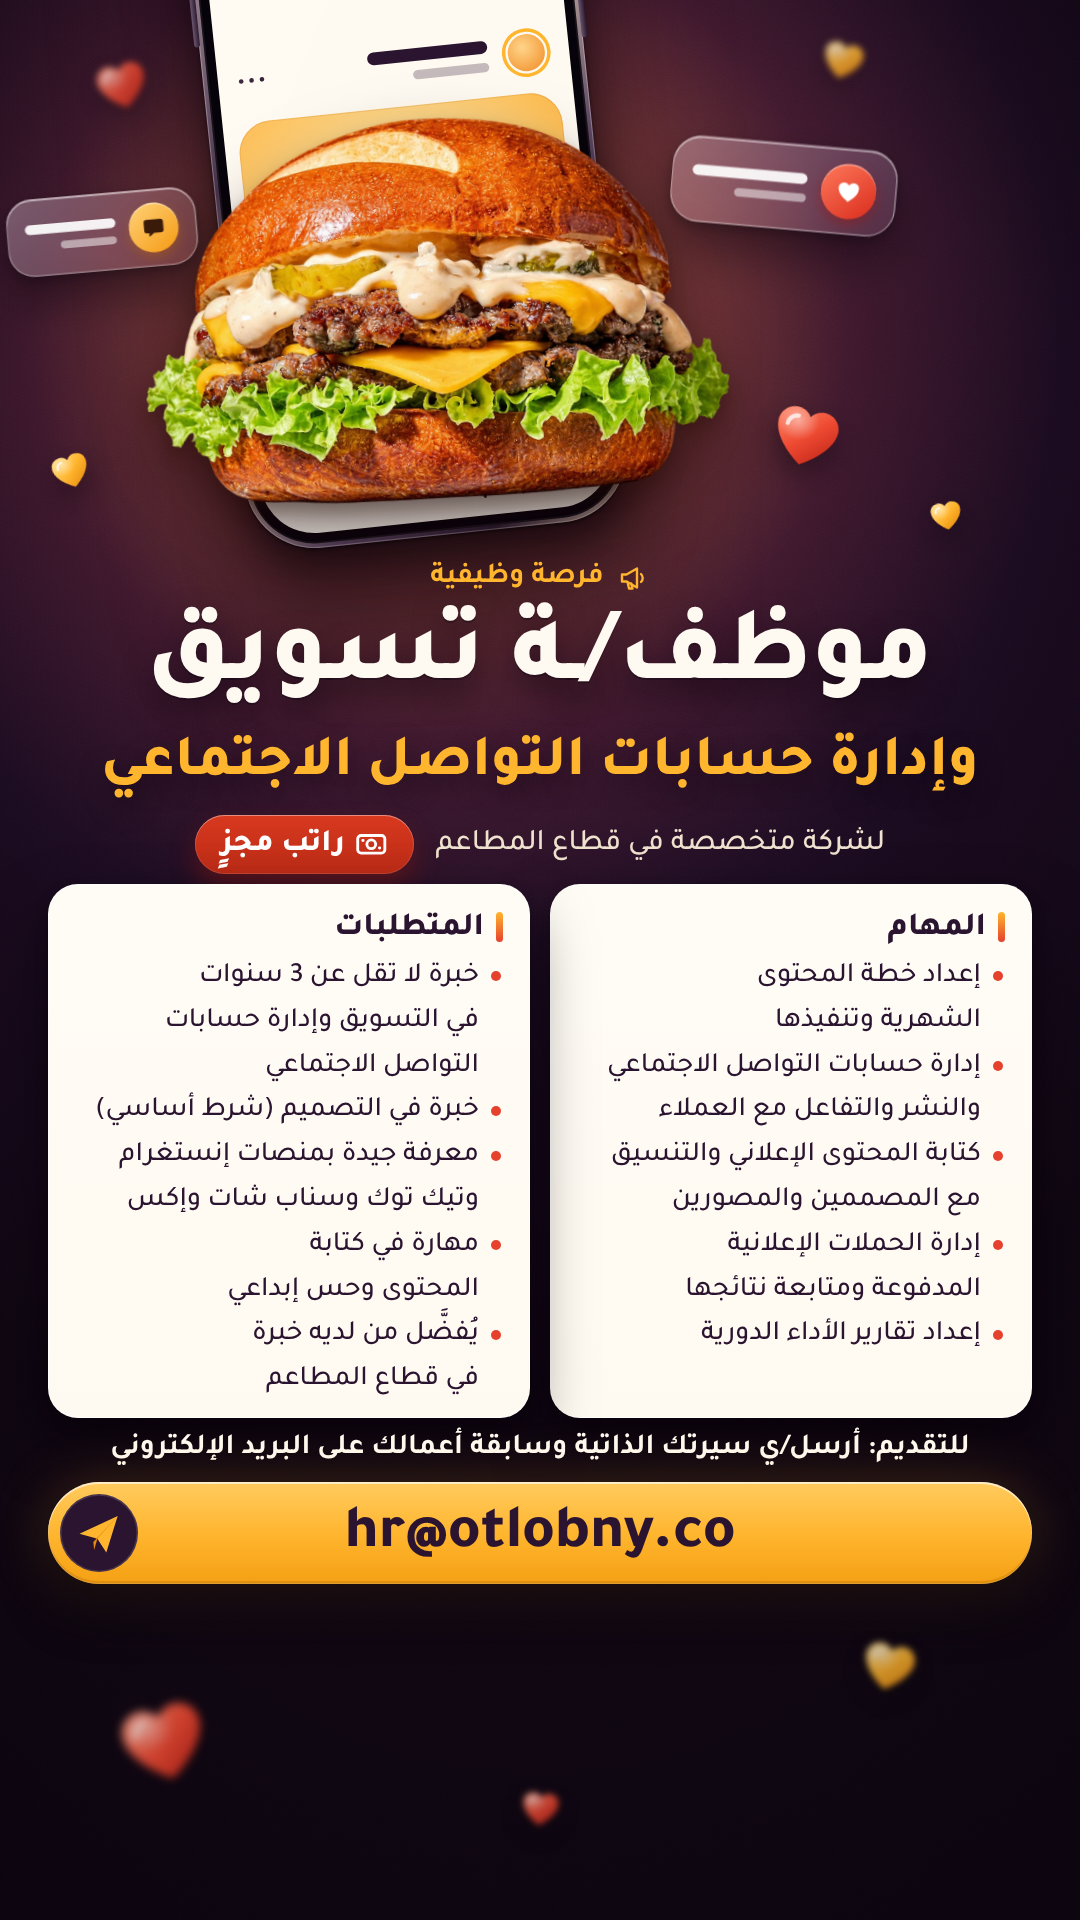 فرصة وظيفية
موظف/ة تسويق
وإدارة حسابات التواصل الاجتماعي
لشركة متخصصة في قطاع المطاعم
راتب مجزٍ
المهام
إعداد خطة المحتوى
الشهرية وتنفيذها
إدارة حسابات التواصل الاجتماعي
والنشر والتفاعل مع العملاء
كتابة المحتوى الإعلاني والتنسيق
مع المصممين والمصورين
إدارة الحملات الإعلانية
المدفوعة ومتابعة نتائجها
إعداد تقارير الأداء الدورية
المتطلبات
خبرة لا تقل عن 3 سنوات
في التسويق وإدارة حسابات
التواصل الاجتماعي
خبرة في التصميم (شرط أساسي)
معرفة جيدة بمنصات إنستغرام
وتيك توك وسناب شات وإكس
مهارة في كتابة
المحتوى وحس إبداعي
يُفضَّل من لديه خبرة
في قطاع المطاعم
للتقديم: أرسل/ي سيرتك الذاتية وسابقة أعمالك على البريد الإلكتروني
hr@otlobny.co